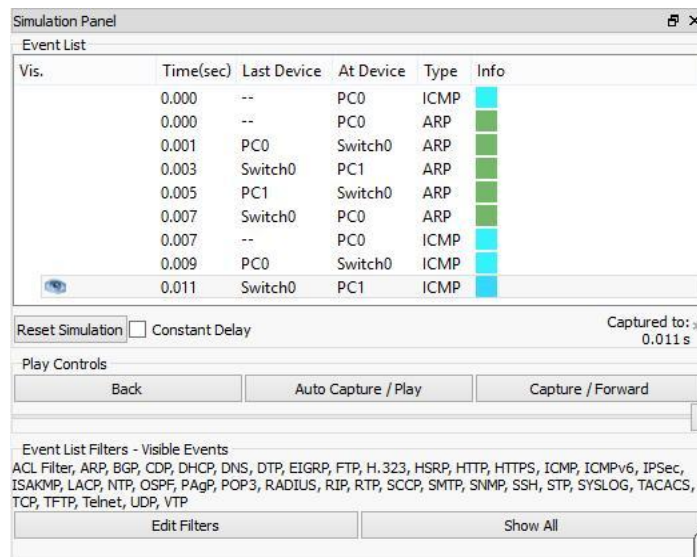 Simulation Panel
Event List
Vis. Time(sec) Last Device At Device Type Info
0.000 -- PC0 ICMP
0.000 -- PC0 ARP
0.001 PC0 Switch0 ARP
0.003 Switch0 PC1 ARP
0.005 PC1 Switch0 ARP
0.007 Switch0 PC0 ARP
0.007 -- PC0 ICMP
0.009 PC0 Switch0 ICMP
0.011 Switch0 PC1 ICMP
Reset Simulation Constant Delay Captured to:
0.011 s
Play Controls
Back Auto Capture / Play Capture / Forward
Event List Filters - Visible Events
ACL Filter, ARP, BGP, CDP, DHCP, DNS, DTP, EIGRP, FTP, H.323, HSRP, HTTP, HTTPS, ICMP, ICMPv6, IPSec,
ISAKMP, LACP, NTP, OSPF, PAgP, POP3, RADIUS, RIP, RTP, SCCP, SMTP, SNMP, SSH, STP, SYSLOG, TACACS,
TCP, TFTP, Telnet, UDP, VTP
Edit Filters Show All